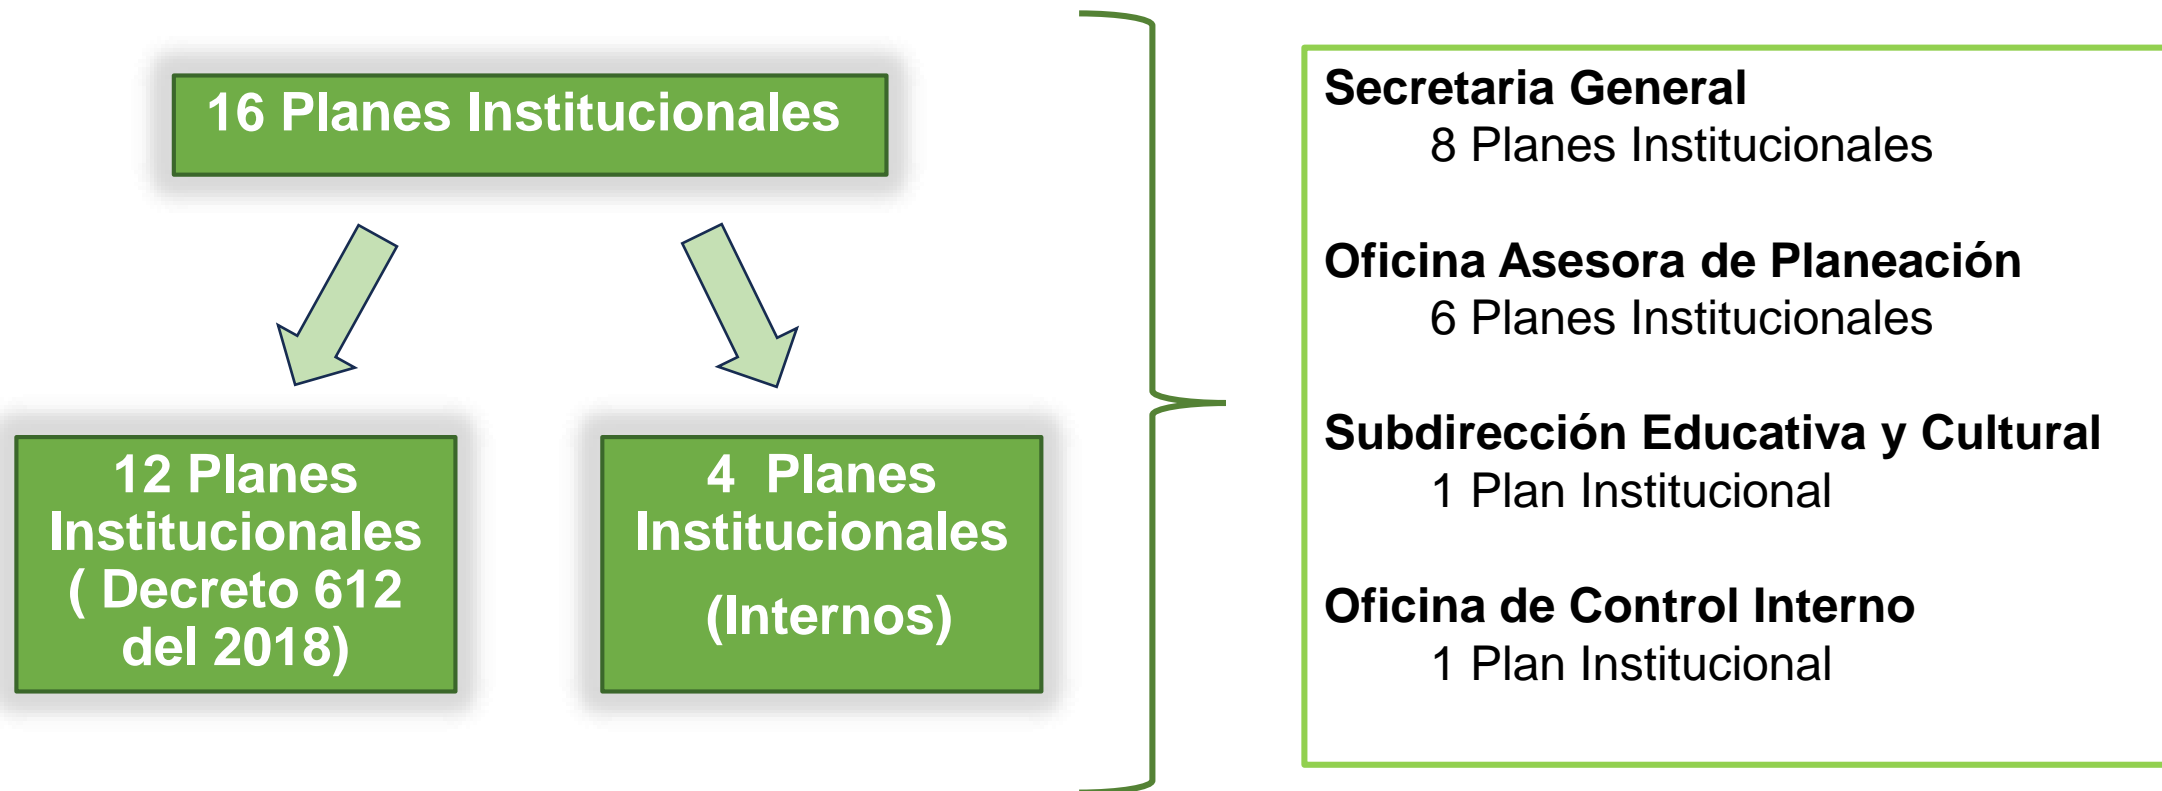 16 Planes Institucionales
12 Planes
Institucionales
( Decreto 612
del 2018)
4  Planes
Institucionales
(Internos)
Secretaria General
8 Planes Institucionales
Oficina Asesora de Planeación
6 Planes Institucionales
Subdirección Educativa y Cultural
1 Plan Institucional
Oficina de Control Interno
1 Plan Institucional